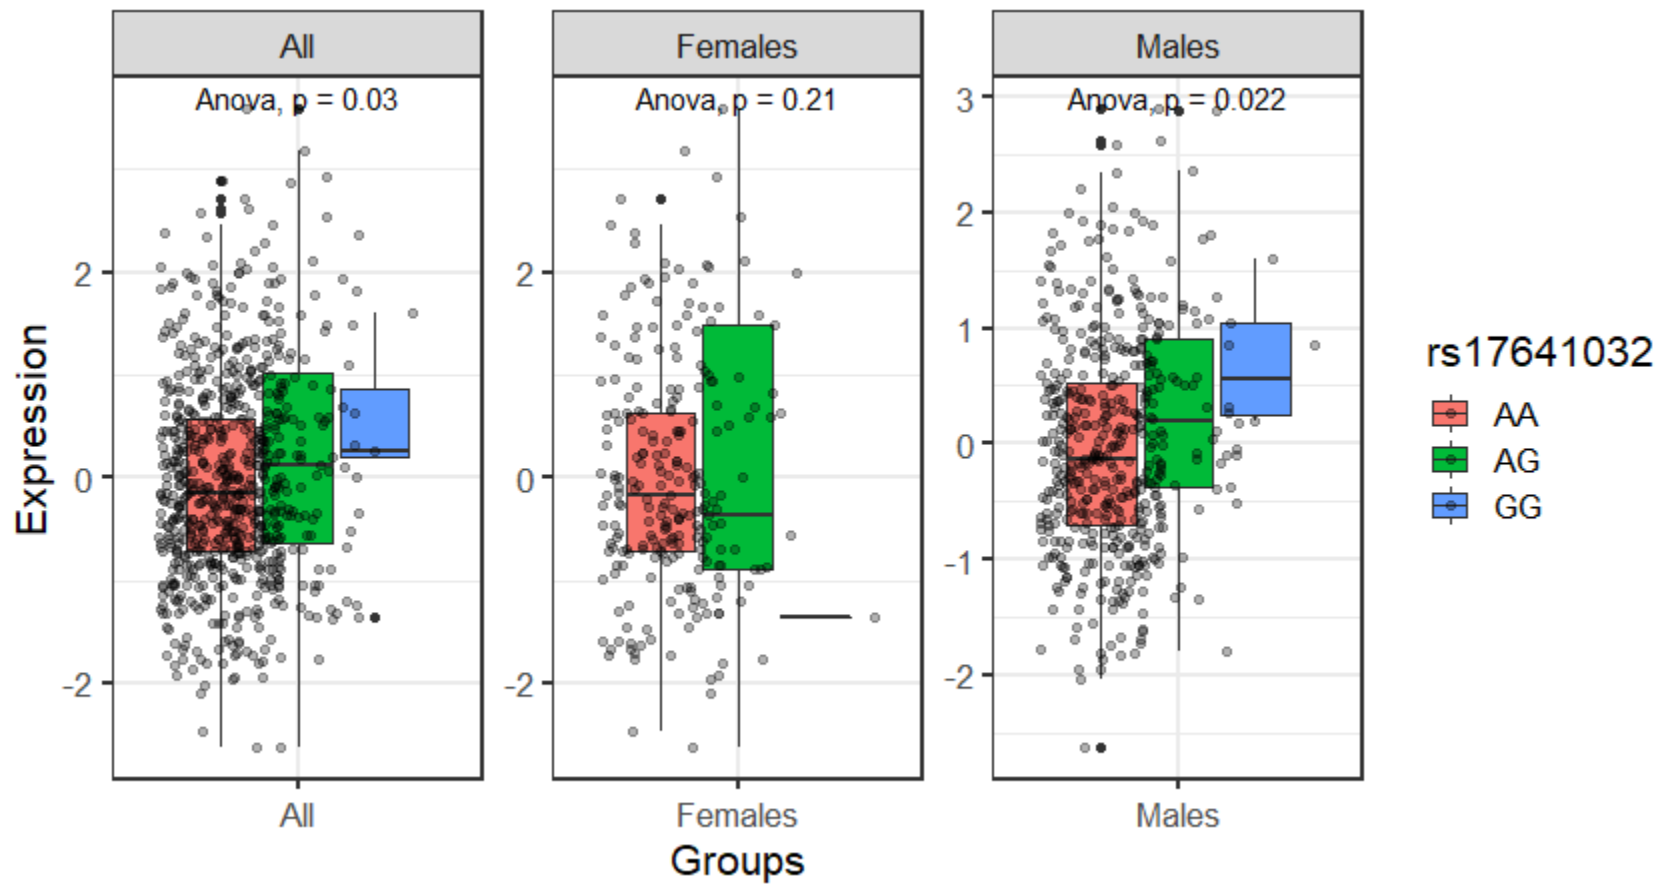 All
Females
Males
Anova, p = 0.03
Anova, p = 0.21
Anova, p = 0.022
Expression
2
0
-2
2
0
-2
3
2
1
0
-1
-2
All
Females
Males
Groups
rs17641032
AA
AG
GG